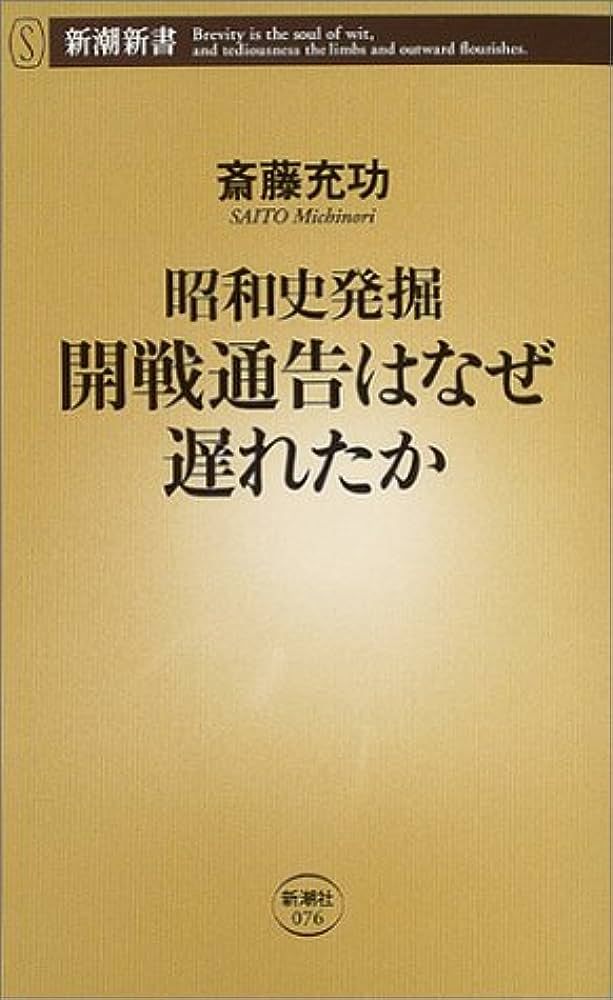 S 新潮新書 Brevity is the soul of wit,
and tediousness the limbs and outward flourishes.
斎藤充功
SAITO Michinori
昭和史発掘
開戦通告はなぜ
遅れたか
新潮社
076